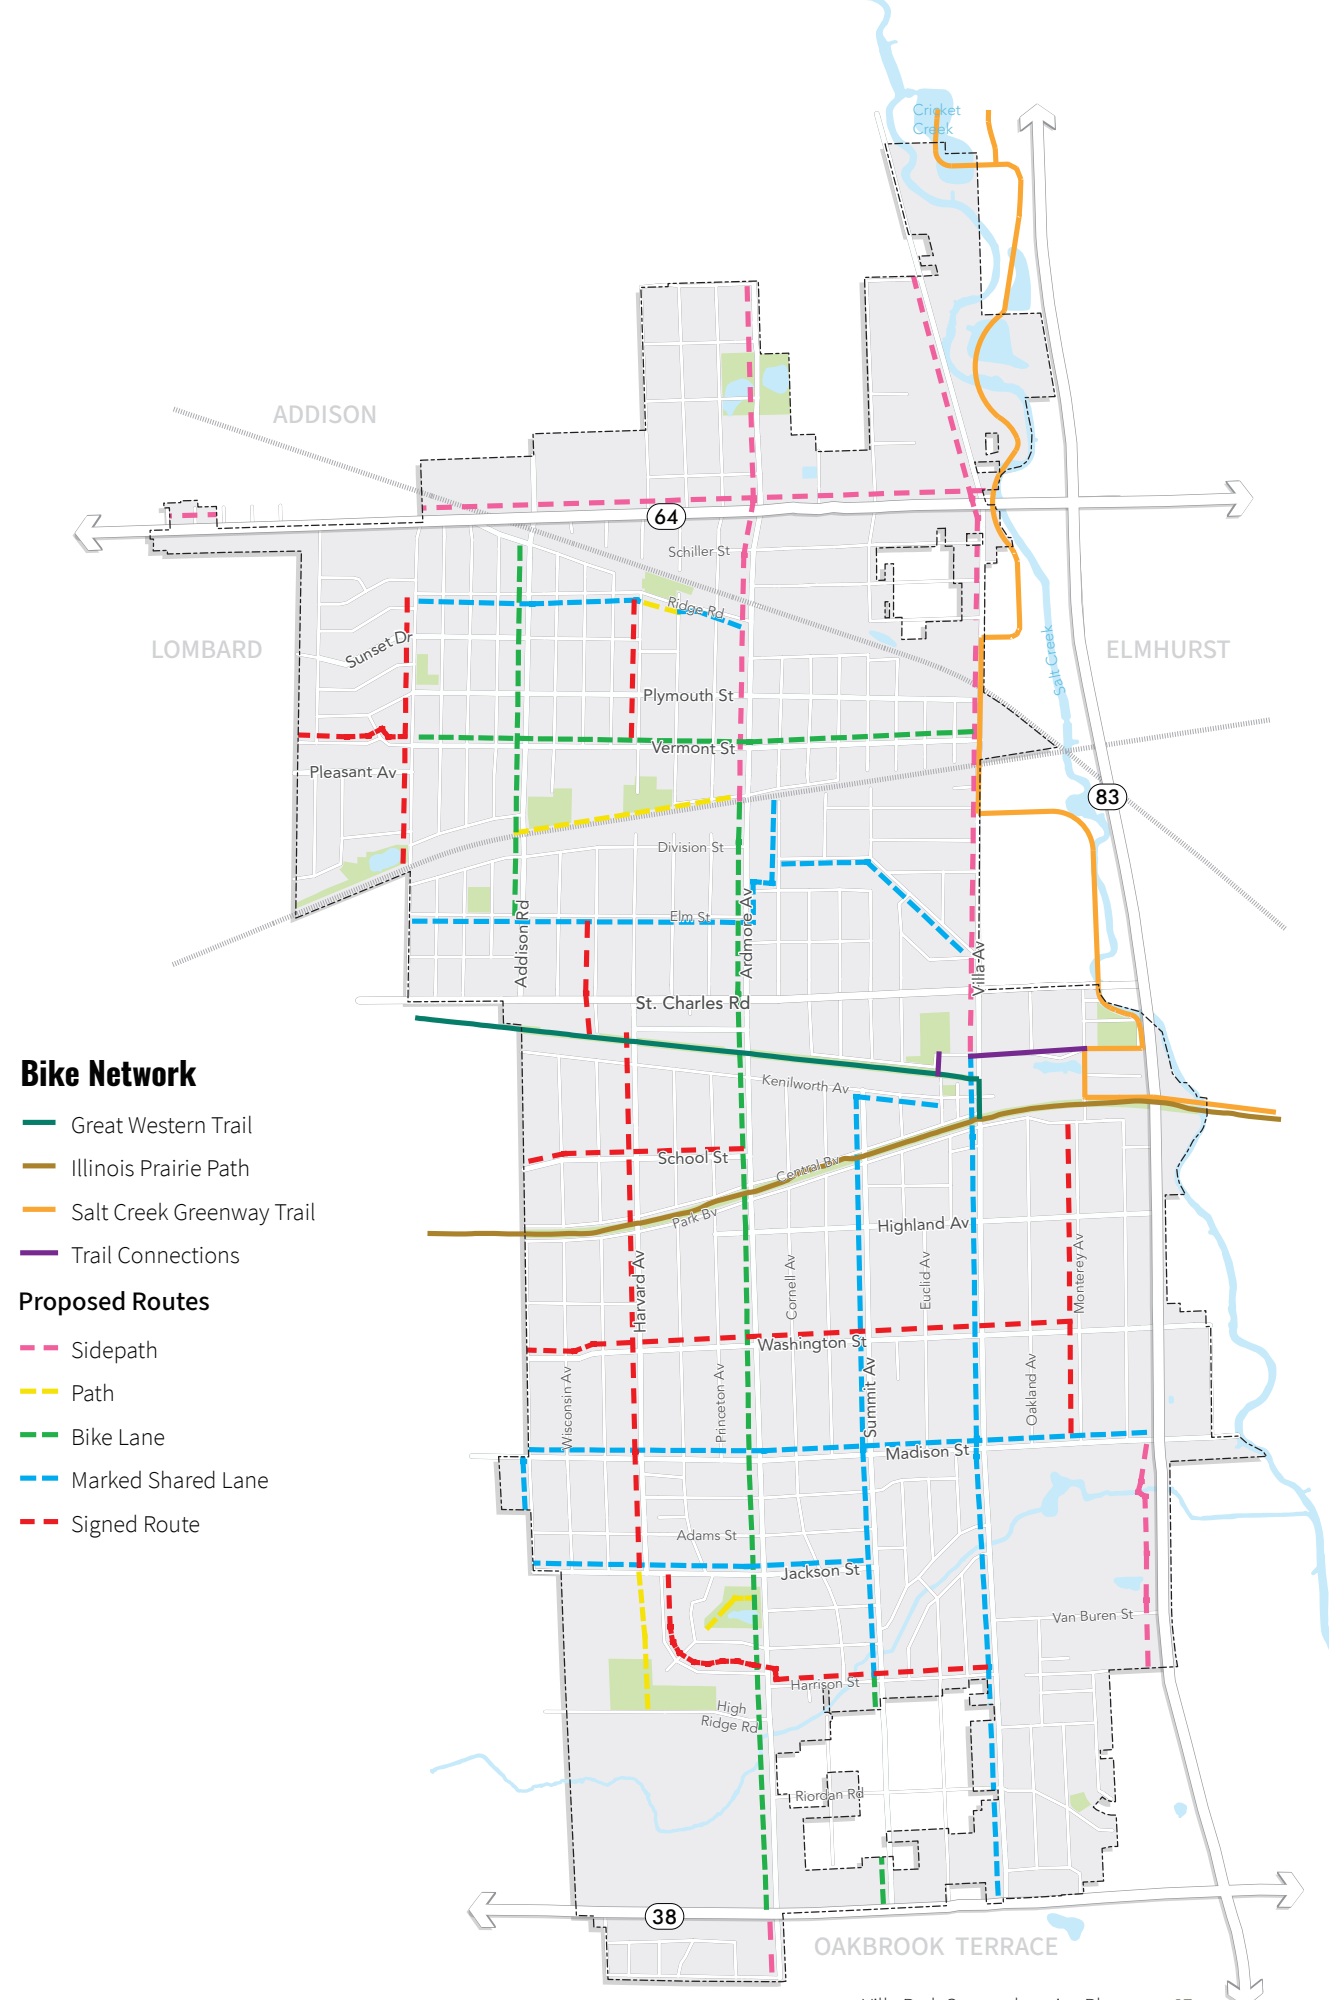 Cricket
Creek
ADDISON
64
Schiller St
Ridge Rd
LOMBARD
Sunset Dr
ELMHURST
Salt Creek
Plymouth St
Vermont St
Pleasant Av
83
Division St
Elm St
Addison Rd
Ardmore Av
Villa Av
St. Charles Rd
Bike Network
Great Western Trail
Illinois Prairie Path
Salt Creek Greenway Trail
Trail Connections
Proposed Routes
Sidepath
Path
Bike Lane
Marked Shared Lane
Signed Route
Kenilworth Av
School St
Central Bv
Park Bv
Highland Av
Harvard Av
Cornell Av
Euclid Av
Monterey Av
Washington St
Wisconsin Av
Princeton Av
Summit Av
Oakland Av
Madison St
Adams St
Jackson St
Van Buren St
Harrison St
High
Ridge Rd
Riordan Rd
38
OAKBROOK TERRACE